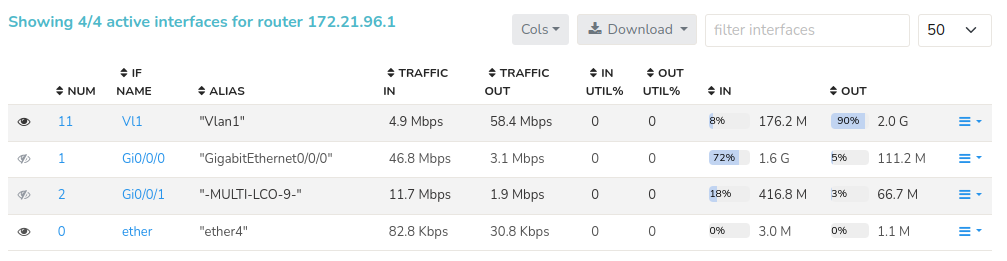 Showing 4/4 active interfaces for router 172.21.96.1
Cols Download filter interfaces 50
NUM IF NAME ALIAS TRAFFIC IN TRAFFIC OUT IN UTIL% OUT UTIL% IN OUT
11 Vl1 "Vlan1" 4.9 Mbps 58.4 Mbps 0 0 8% 176.2 M 90% 2.0 G
1 Gi0/0/0 "GigabitEthernet0/0/0" 46.8 Mbps 3.1 Mbps 0 0 72% 1.6 G 5% 111.2 M
2 Gi0/0/1 "-MULTI-LCO-9-" 11.7 Mbps 1.9 Mbps 0 0 18% 416.8 M 3% 66.7 M
0 ether "ether4" 82.8 Kbps 30.8 Kbps 0 0 0% 3.0 M 0% 1.1 M